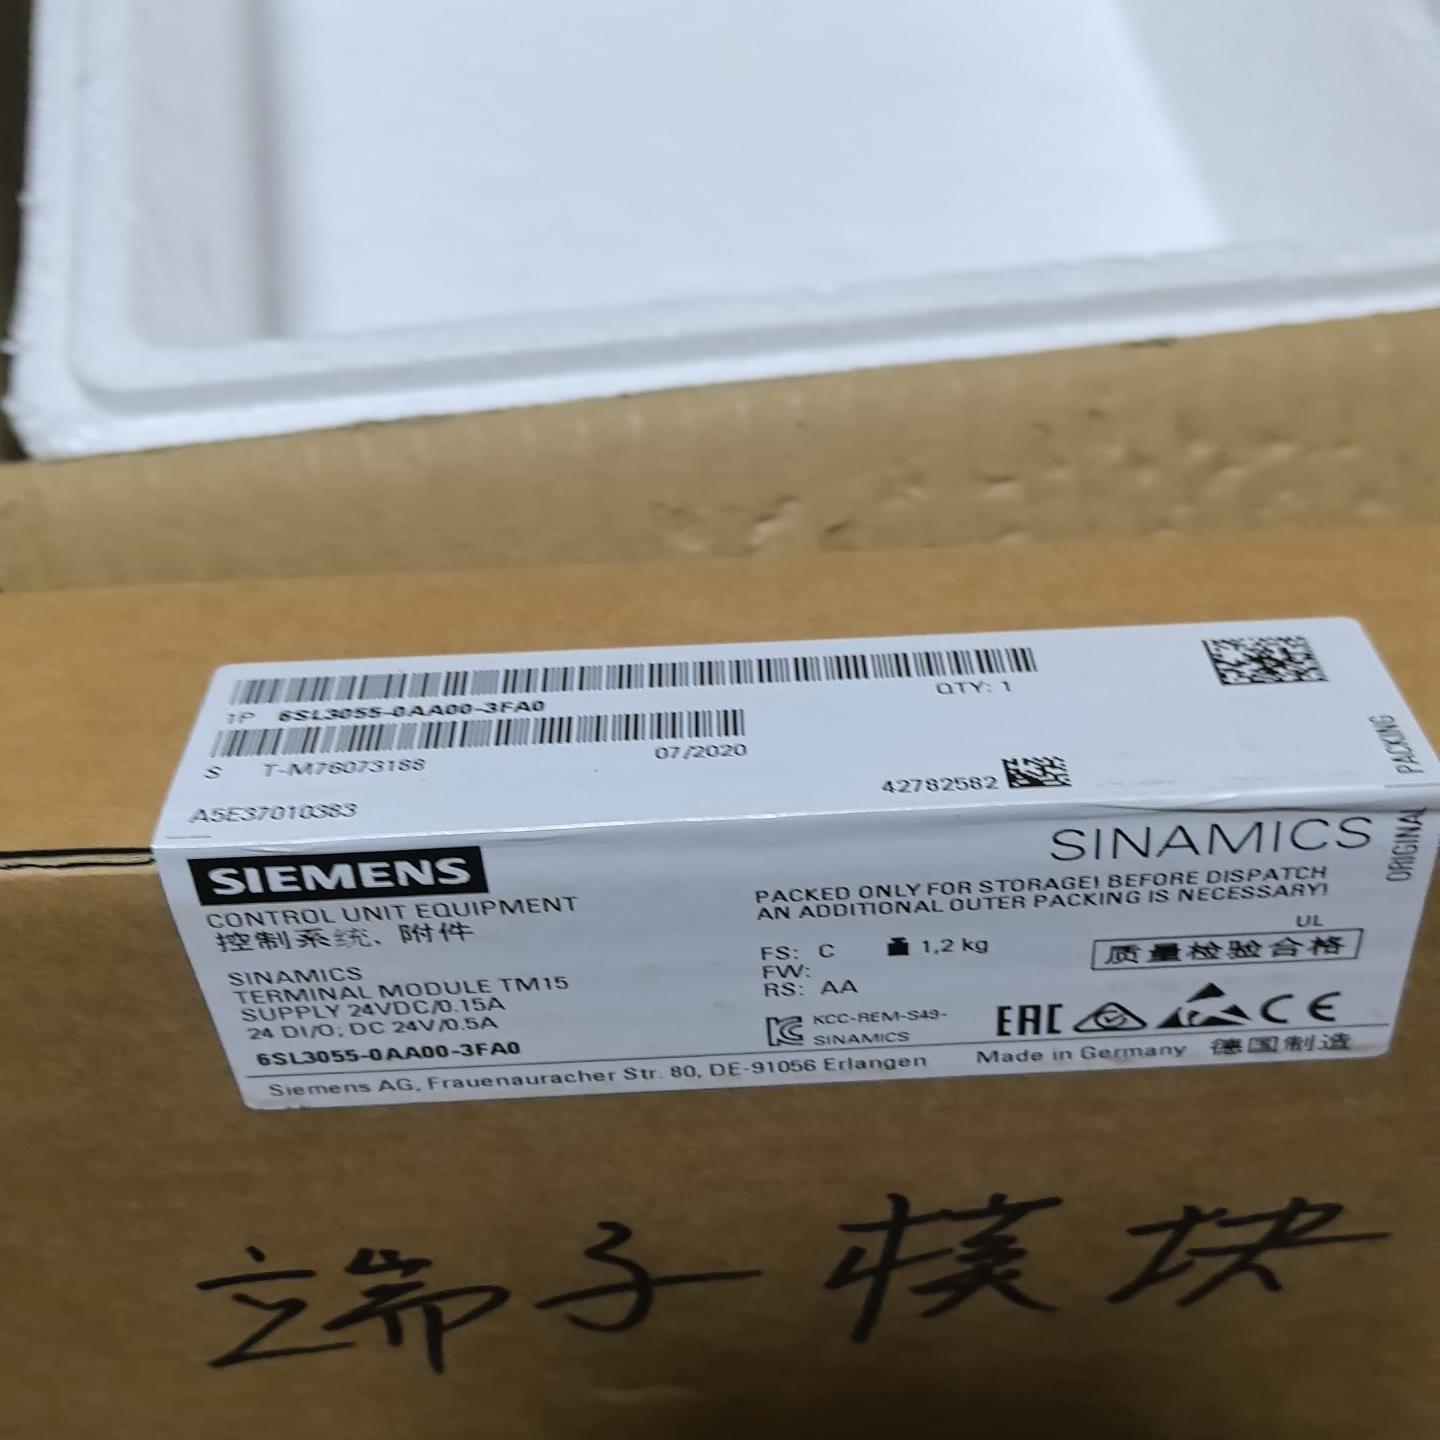 1P 6SL3055-0AA00-3FA0
QTY: 1
S T-M76073188
07/2020
A5E37010383
42782582
ORIGINAL PACKING
SIEMENS
SINAMICS
CONTROL UNIT EQUIPMENT
控制系统、附件
SINAMICS
TERMINAL MODULE TM15
SUPPLY 24VDC/0.15A
24 DI/O; DC 24V/0.5A
6SL3055-0AA00-3FA0
PACKED ONLY FOR STORAGE! BEFORE DISPATCH
AN ADDITIONAL OUTER PACKING IS NECESSARY!
UL
FS: C 1,2 kg
FW:
RS: AA
质量检验合格
KCC-REM-S49-
SINAMICS
EAC
CE
Siemens AG, Frauenauracher Str. 80, DE-91056 Erlangen
Made in Germany 德国制造
端子模块